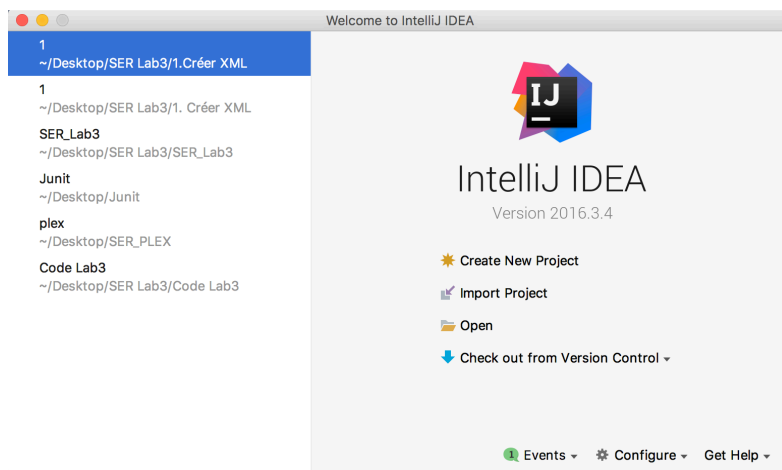 Welcome to IntelliJ IDEA
1
~/Desktop/SER Lab3/1.Créer XML
1
~/Desktop/SER Lab3/1. Créer XML
SER_Lab3
~/Desktop/SER Lab3/SER_Lab3
Junit
~/Desktop/Junit
plex
~/Desktop/SER_PLEX
Code Lab3
~/Desktop/SER Lab3/Code Lab3
IJ
IntelliJ IDEA
Version 2016.3.4
Create New Project
Import Project
Open
Check out from Version Control
1 Events Configure Get Help